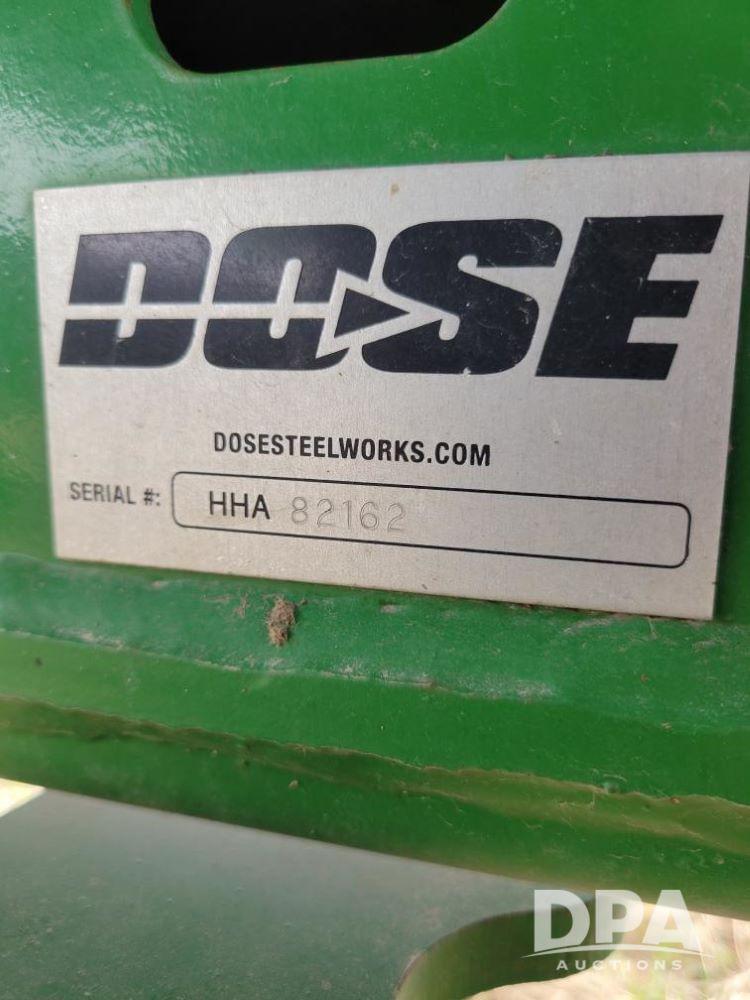 DOSE
DOSESTEELWORKS.COM
SERIAL #: HHA 82162
DPA
AUCTIONS